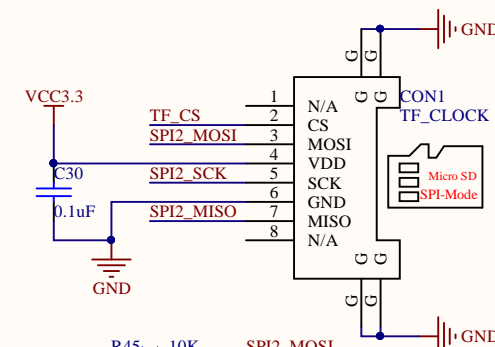 G G GND
VCC3.3
1 N/A G G CON1
TF_CS 2 CS TF_CLOCK
SPI2_MOSI 3 MOSI
4 VDD
C30 SPI2_SCK 5 SCK Micro SD
6 GND SPI-Mode
0.1uF SPI2_MISO 7 MISO
8 N/A
G G
GND
G G
GND
R45 10K SPI2_MOSI